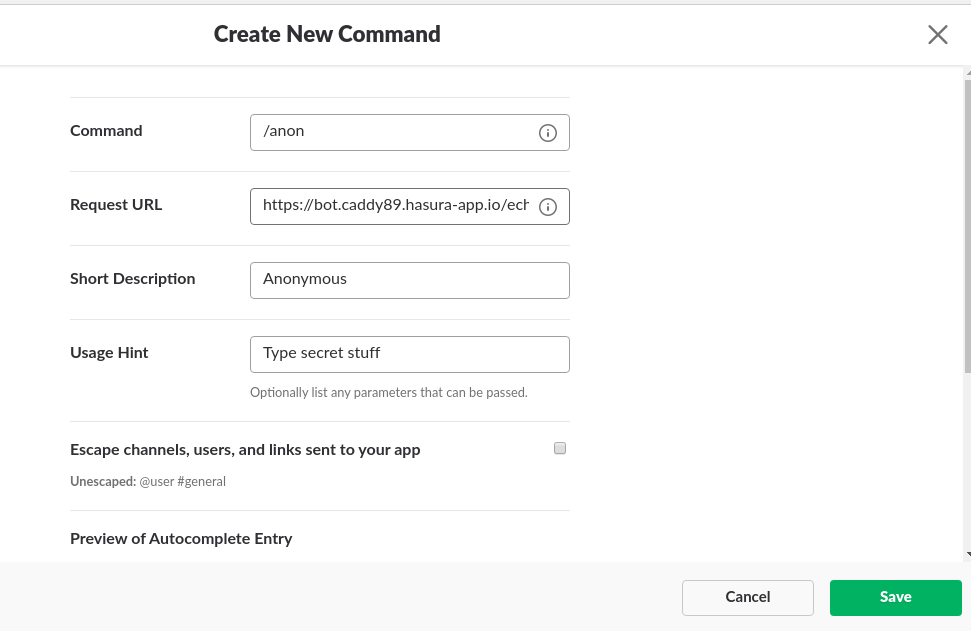 Create New Command
Command
/anon
Request URL
https://bot.caddy89.hasura-app.io/ech
Short Description
Anonymous
Usage Hint
Type secret stuff
Optionally list any parameters that can be passed.
Escape channels, users, and links sent to your app
Unescaped: @user #general
Preview of Autocomplete Entry
Cancel
Save